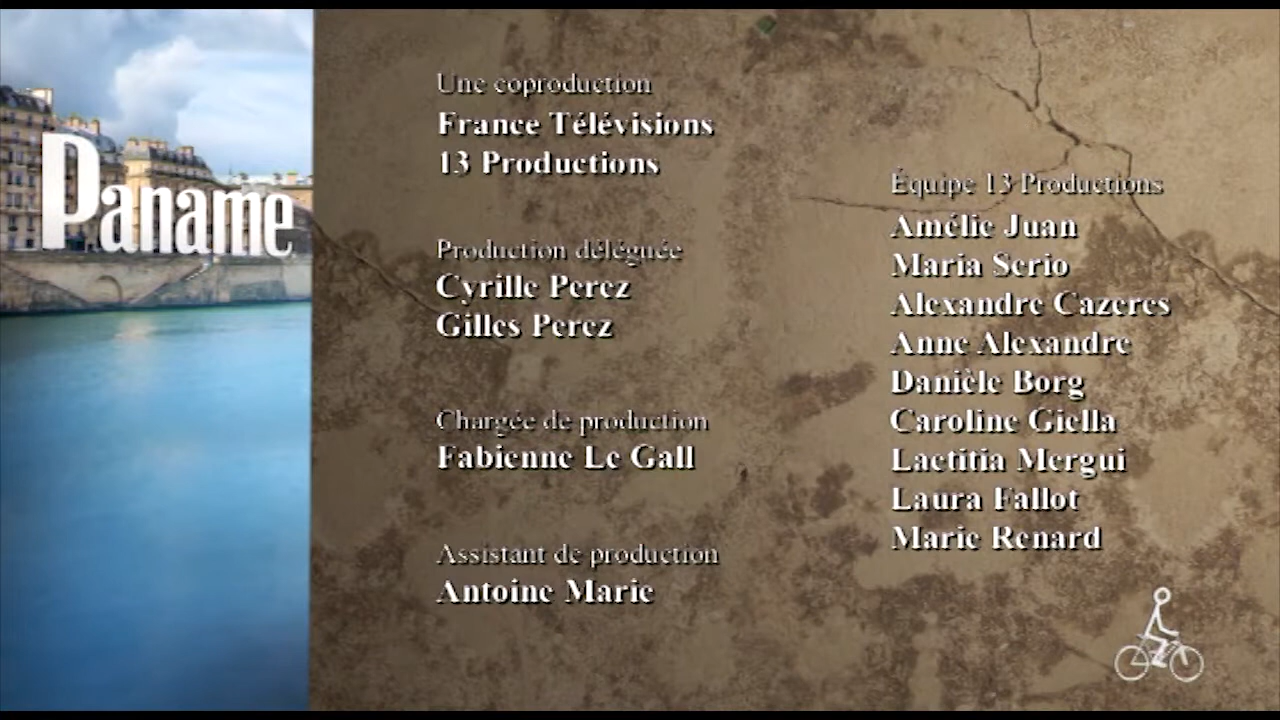 Paname
Une coproduction
France Télévisions
13 Productions
Production déléguée
Cyrille Perez
Gilles Perez
Chargée de production
Fabienne Le Gall
Assistant de production
Antoine Marie
Équipe 13 Productions
Amélie Juan
Maria Serio
Alexandre Cazeres
Anne Alexandre
Danièle Borg
Caroline Giella
Laetitia Mergui
Laura Fallot
Marie Renard